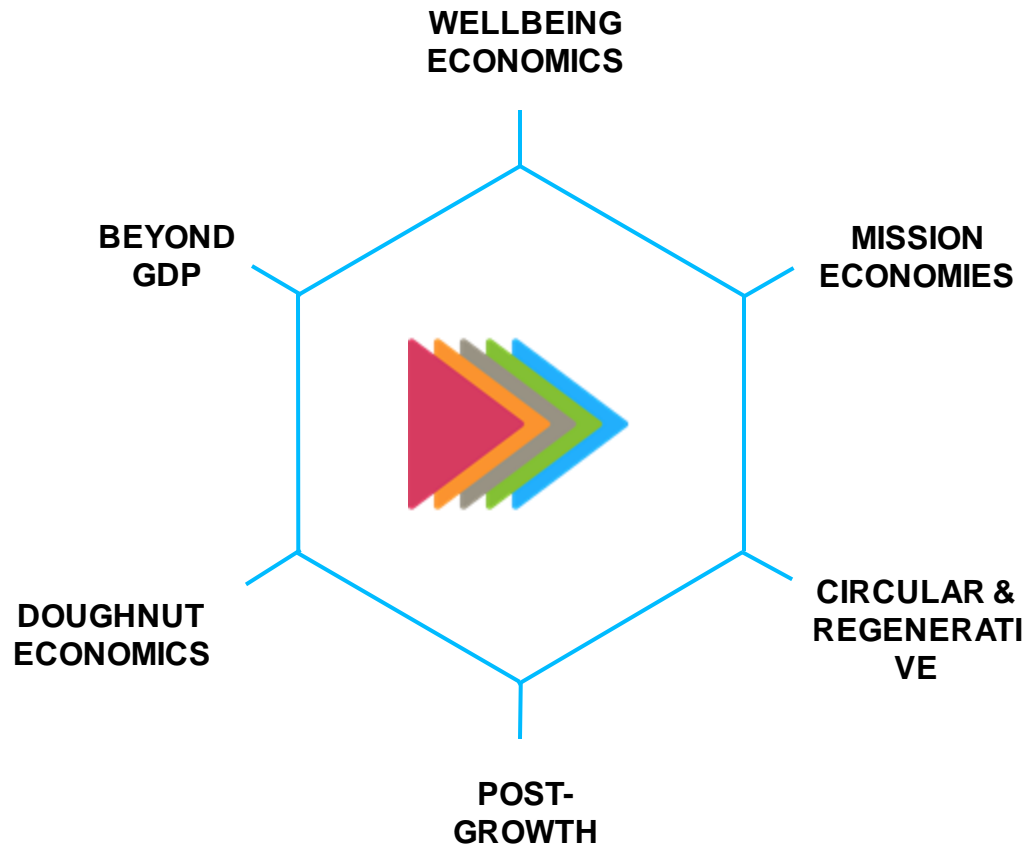 WELLBEING
ECONOMICS
BEYOND
GDP
MISSION
ECONOMIES
DOUGHNUT
ECONOMICS
CIRCULAR &
REGENERATI
VE
POST-
GROWTH